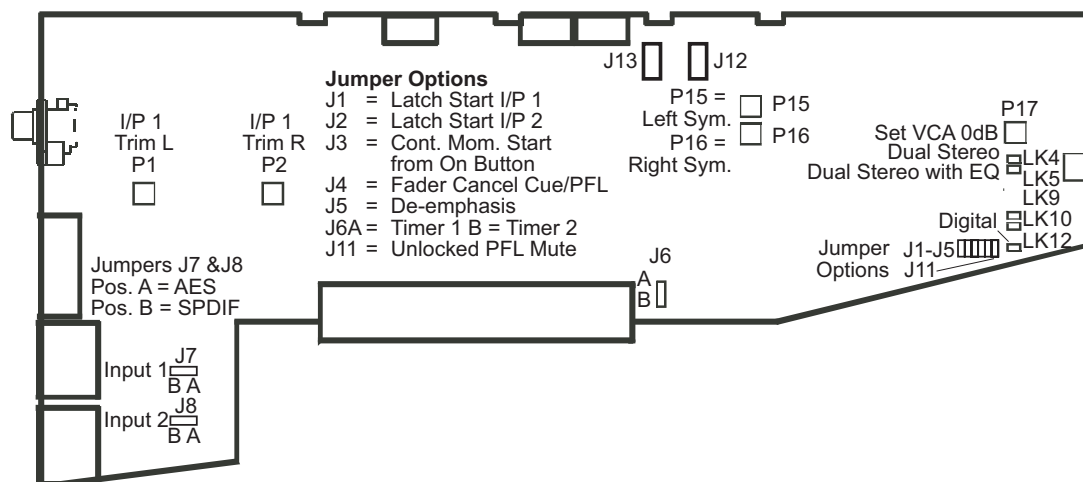 J13
J12
Jumper Options
J1 = Latch Start I/P 1
J2 = Latch Start I/P 2
J3 = Cont. Mom. Start
from On Button
J4 = Fader Cancel Cue/PFL
J5 = De-emphasis
J6A = Timer 1 B = Timer 2
J11 = Unlocked PFL Mute
I/P 1
Trim L
P1
I/P 1
Trim R
P2
P15 =
Left Sym.
P16 =
Right Sym.
P15
P16
P17
Set VCA 0dB
Dual Stereo
Dual Stereo with EQ
LK4
LK5
LK9
LK10
LK12
Digital
Jumper
Options
J1-J5
J11
J6
A
B
Jumpers J7 &J8
Pos. A = AES
Pos. B = SPDIF
Input 1
J7
B A
Input 2
J8
B A